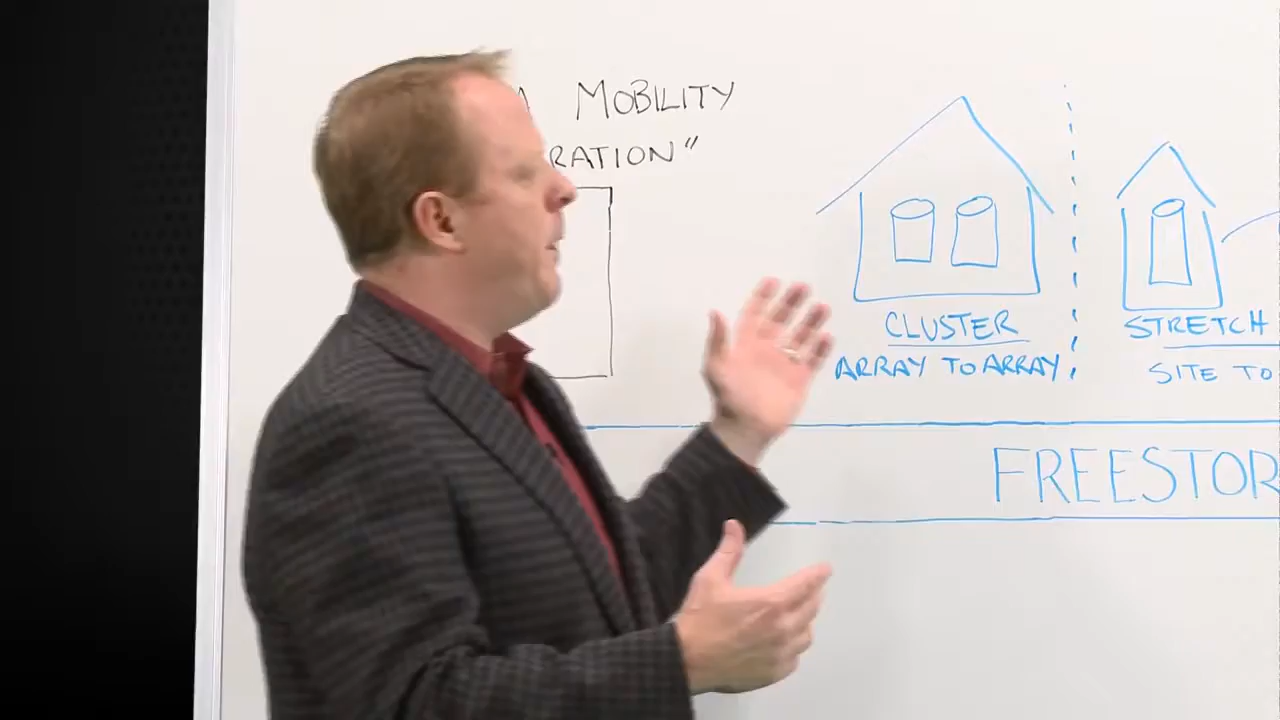 MOBILITY
RATION"
CLUSTER
ARRAY TO ARRAY
STRETCH
SITE TO
FREESTOR